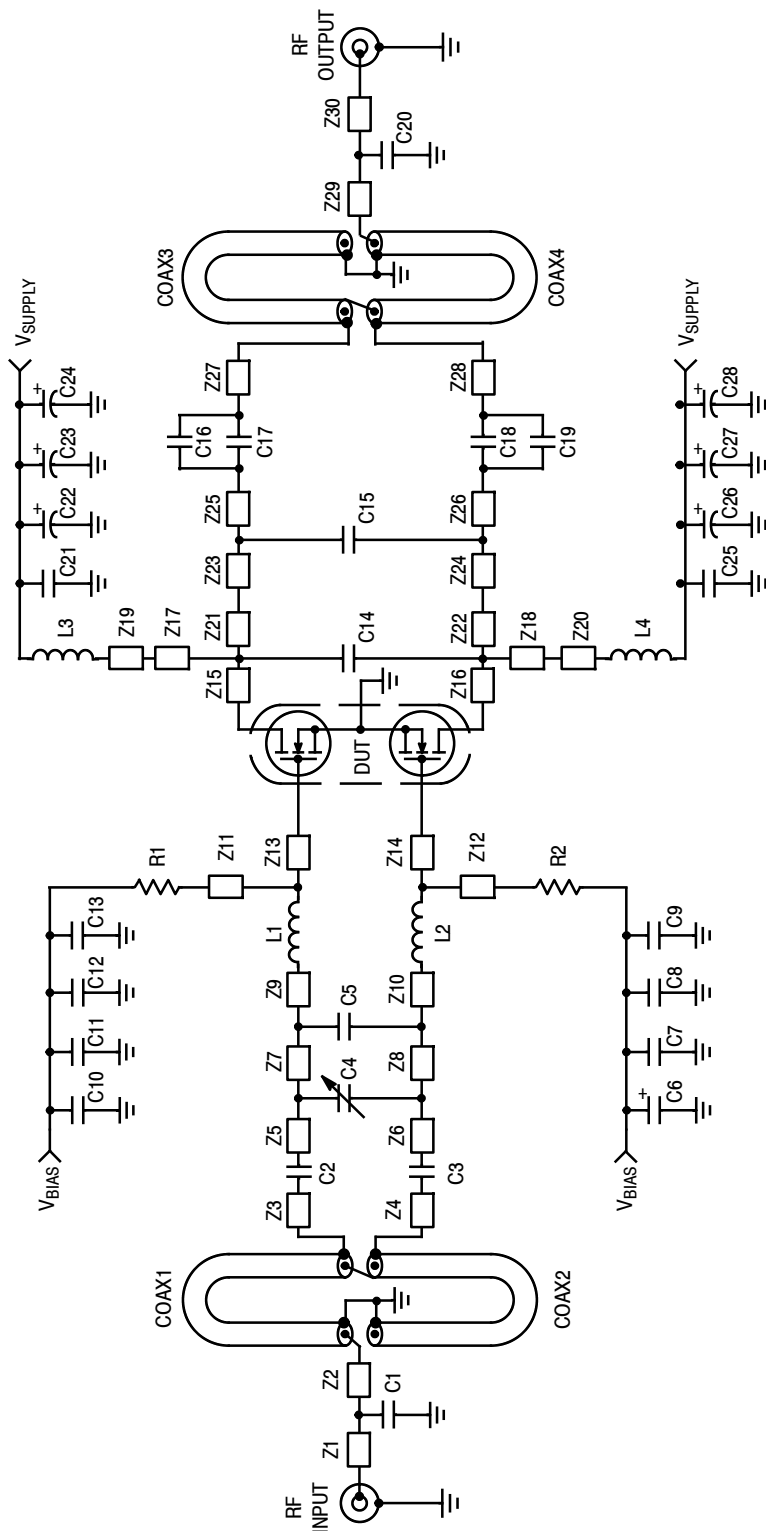 RF
INPUT
Z1
C1
Z2
COAX1
COAX2
Z3
C2
Z5
Z4
C3
Z6
C4
Z7
Z8
C5
Z9
Z10
L1
L2
VBIAS
C10
C11
C12
C13
R1
Z11
Z13
VBIAS
C6
+
C7
C8
C9
R2
Z12
Z14
DUT
Z15
Z16
VSUPPLY
C24
+
C23
+
C22
+
C21
L3
Z19
Z17
VSUPPLY
C28
+
C27
+
C26
+
C25
L4
Z20
Z18
C14
Z21
Z22
Z23
Z24
C15
Z25
Z26
C16
C17
C18
C19
Z27
Z28
COAX3
COAX4
Z29
C20
Z30
RF
OUTPUT